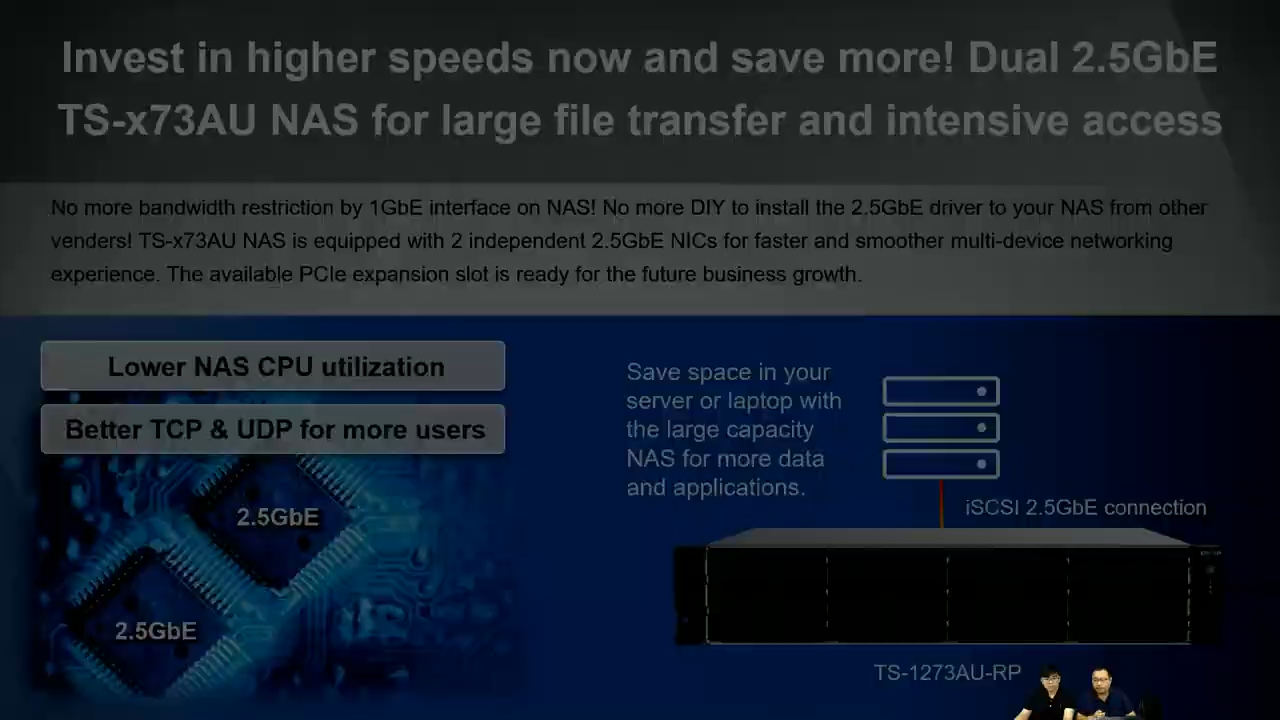 Invest in higher speeds now and save more! Dual 2.5GbE
TS-x73AU NAS for large file transfer and intensive access
No more bandwidth restriction by 1GbE interface on NAS! No more DIY to install the 2.5GbE driver to your NAS from other
venders! TS-x73AU NAS is equipped with 2 independent 2.5GbE NICs for faster and smoother multi-device networking
experience. The available PCIe expansion slot is ready for the future business growth.
Lower NAS CPU utilization
Better TCP & UDP for more users
2.5GbE
2.5GbE
Save space in your
server or laptop with
the large capacity
NAS for more data
and applications.
iSCSI 2.5GbE connection
TS-1273AU-RP